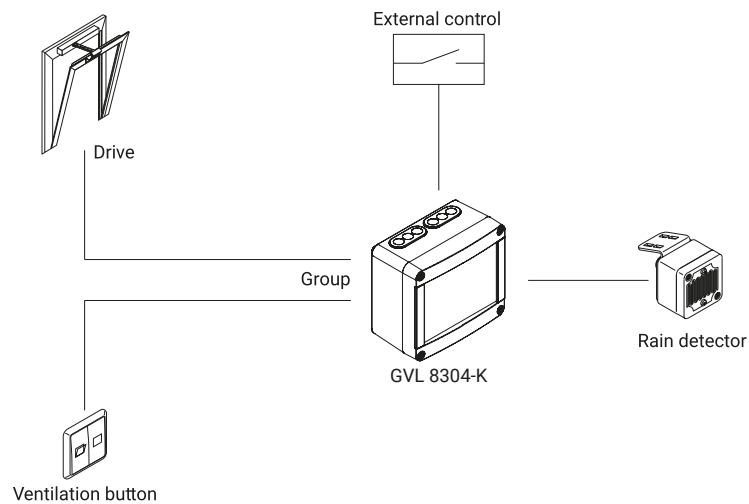 External control
Drive
Group
GVL 8304-K
Rain detector
Ventilation button